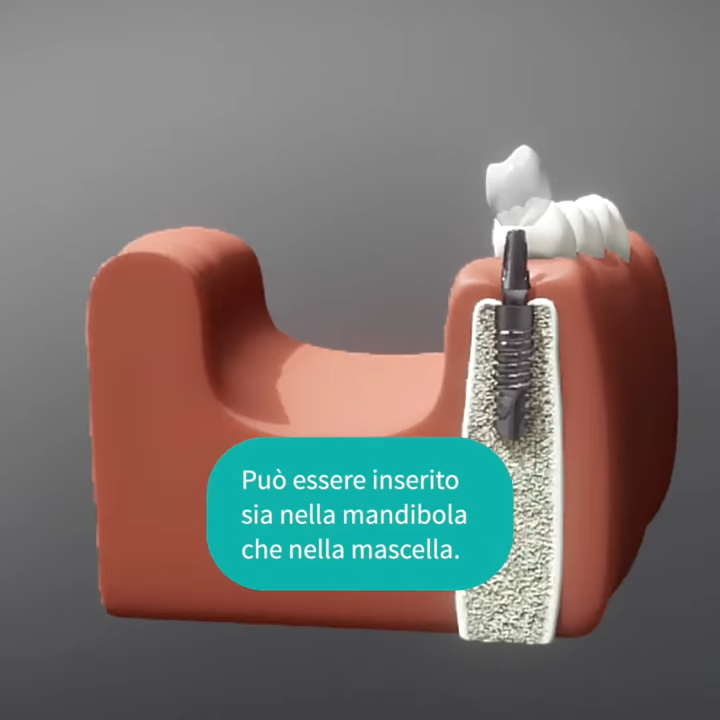 Può essere inserito
sia nella mandibola
che nella mascella.